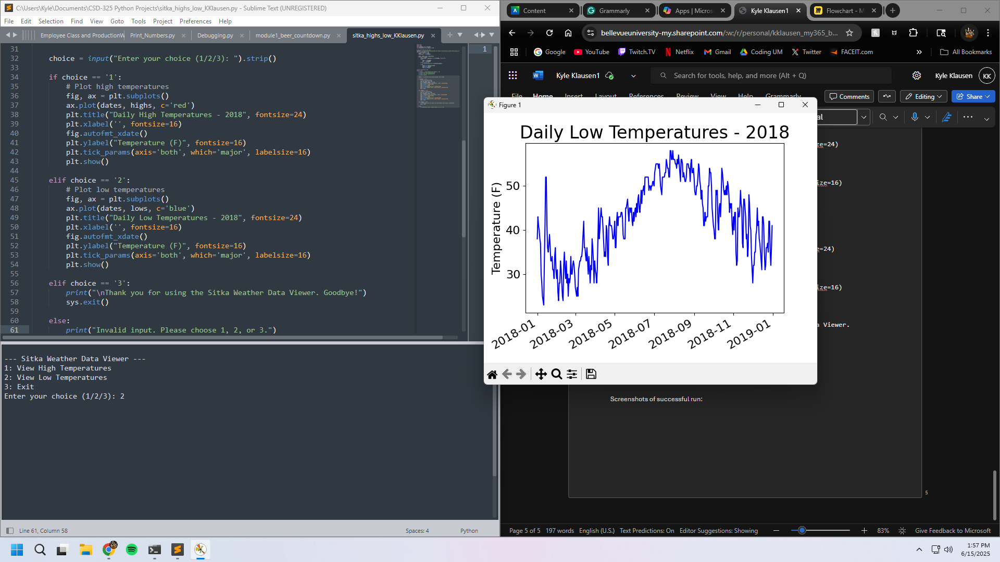 C:\Users\Kyle\Documents\CSD-325 Python Projects\sitka_highs_low_KKlausen.py - Sublime Text (UNREGISTERED)
File Edit Selection Find View Goto Tools Project Preferences Help
Employee Class and ProductionW Print_Numbers.py Debugging.py module1_beer_countdown.py sitka_highs_low_KKlausen.py
31
32 choice = input("Enter your choice (1/2/3): ").strip()
33
34 if choice == '1':
35 # Plot high temperatures
36 fig, ax = plt.subplots()
37 ax.plot(dates, highs, c='red')
38 plt.title("Daily High Temperatures - 2018", fontsize=24)
39 plt.xlabel('', fontsize=16)
40 fig.autofmt_xdate()
41 plt.ylabel("Temperature (F)", fontsize=16)
42 plt.tick_params(axis='both', which='major', labelsize=16)
43 plt.show()
44
45 elif choice == '2':
46 # Plot low temperatures
47 fig, ax = plt.subplots()
48 ax.plot(dates, lows, c='blue')
49 plt.title("Daily Low Temperatures - 2018", fontsize=24)
50 plt.xlabel('', fontsize=16)
51 fig.autofmt_xdate()
52 plt.ylabel("Temperature (F)", fontsize=16)
53 plt.tick_params(axis='both', which='major', labelsize=16)
54 plt.show()
55
56 elif choice == '3':
57 print("\nThank you for using the Sitka Weather Data Viewer. Goodbye!")
58 sys.exit()
59
60 else:
61 print("Invalid input. Please choose 1, 2, or 3.")
1
--- Sitka Weather Data Viewer ---
1: View High Temperatures
2: View Low Temperatures
3: Exit
Enter your choice (1/2/3): 2
Line 61, Column 58 Spaces: 4 Python
Content Grammarly Apps | Micros Kyle Klausen1 Flowchart - M
bellevueuniversity-my.sharepoint.com/:w:/r/personal/kklausen_my365_b...
Google YouTube Twitch.TV Netflix Gmail Coding UM Twitter FACEIT.com » All Bookmarks
Kyle Klausen1 Search for tools, help, and more (Alt + Q) Kyle Klausen KK
File Home Insert Layout References Review View Help Grammarly Comments Editing Share
al
Figure 1
Daily Low Temperatures - 2018
Temperature (F)
50
40
30
2018-01 2018-03 2018-05 2018-07 2018-09 2018-11 2019-01
ze=24)
ize=16)
e=24)
ize=16)
a Viewer.
Screenshots of successful run:
5
Page 5 of 5 197 words English (U.S.) Text Predictions: On Editor Suggestions: Showing 83% Give Feedback to Microsoft
1:57 PM
6/15/2025